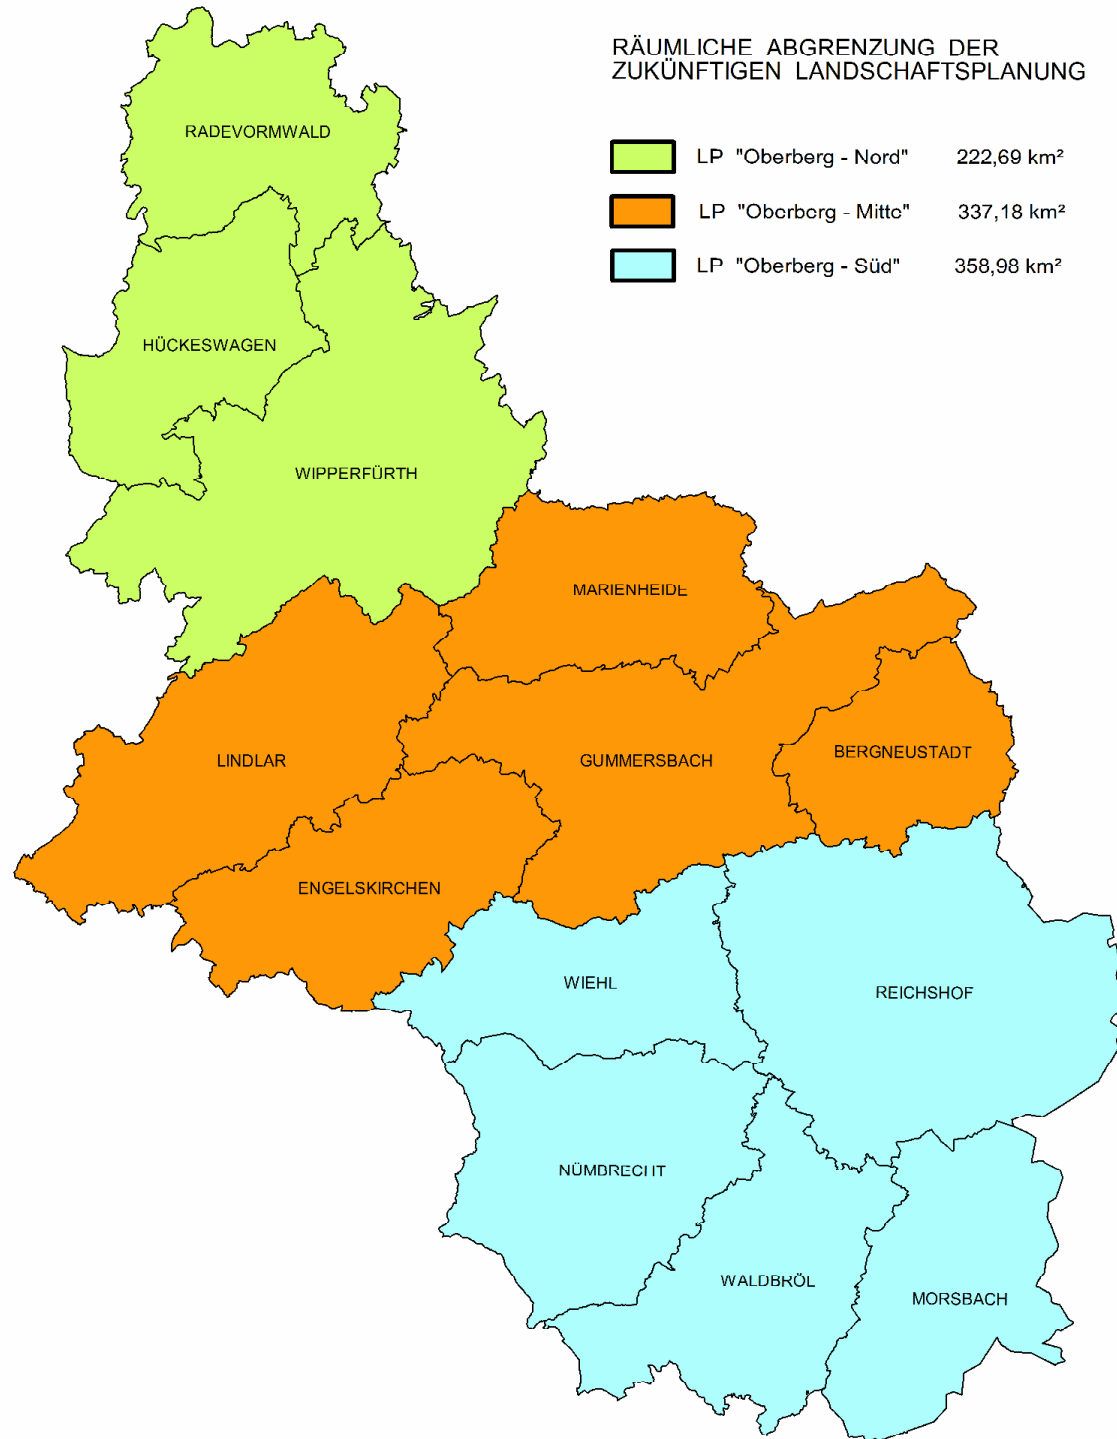 RÄUMLICHE ABGRENZUNG DER
ZUKÜNFTIGEN LANDSCHAFTSPLANUNG
LP "Oberberg - Nord" 222,69 km²
LP "Oberberg - Mitte" 337,18 km²
LP "Oberberg - Süd" 358,98 km²
RADEVORMWALD
HÜCKESWAGEN
WIPPERFÜRTH
MARIENHEIDE
LINDLAR
GUMMERSBACH
BERGNEUSTADT
ENGELSKIRCHEN
WIEHL
REICHSHOF
NÜMBRECHT
WALDBRÖL
MORSBACH